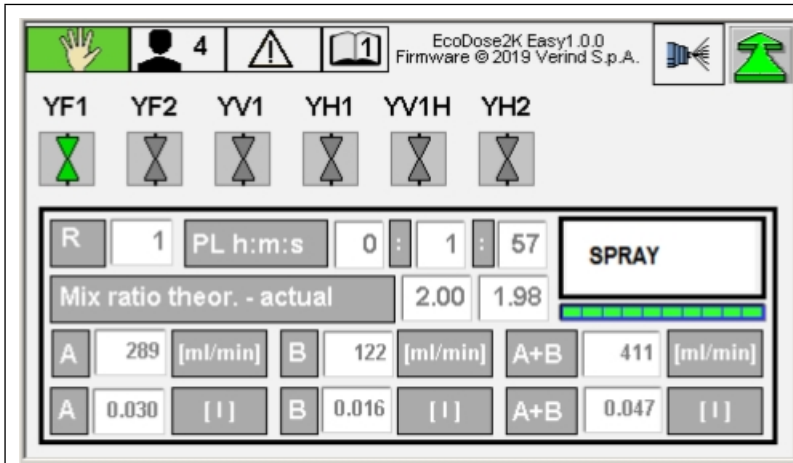 4 1 EcoDose2K Easy1.0.0
Firmware © 2019 Verind S.p.A.
YF1 YF2 YV1 YH1 YV1H YH2
R 1 PL h:m:s 0 : 1 : 57
SPRAY
Mix ratio theor. - actual 2.00 1.98
A 289 [ml/min] B 122 [ml/min] A+B 411 [ml/min]
A 0.030 [ l ] B 0.016 [ l ] A+B 0.047 [ l ]